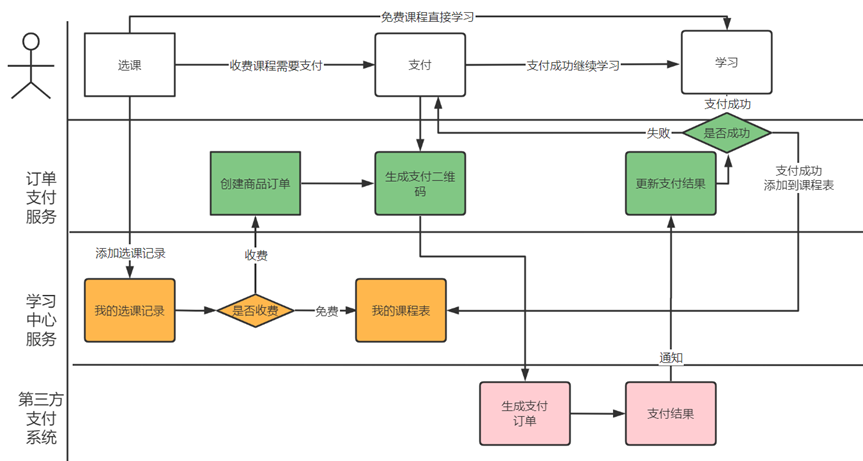 免费课程直接学习
选课
收费课程需要支付
支付
支付成功继续学习
学习
支付成功
失败
是否成功
订单
支付
服务
创建商品订单
生成支付二维
码
更新支付结果
支付成功
添加到课程表
添加选课记录
收费
学习
中心
服务
我的选课记录
是否收费
免费
我的课程表
通知
第三方
支付
系统
生成支付
订单
支付结果